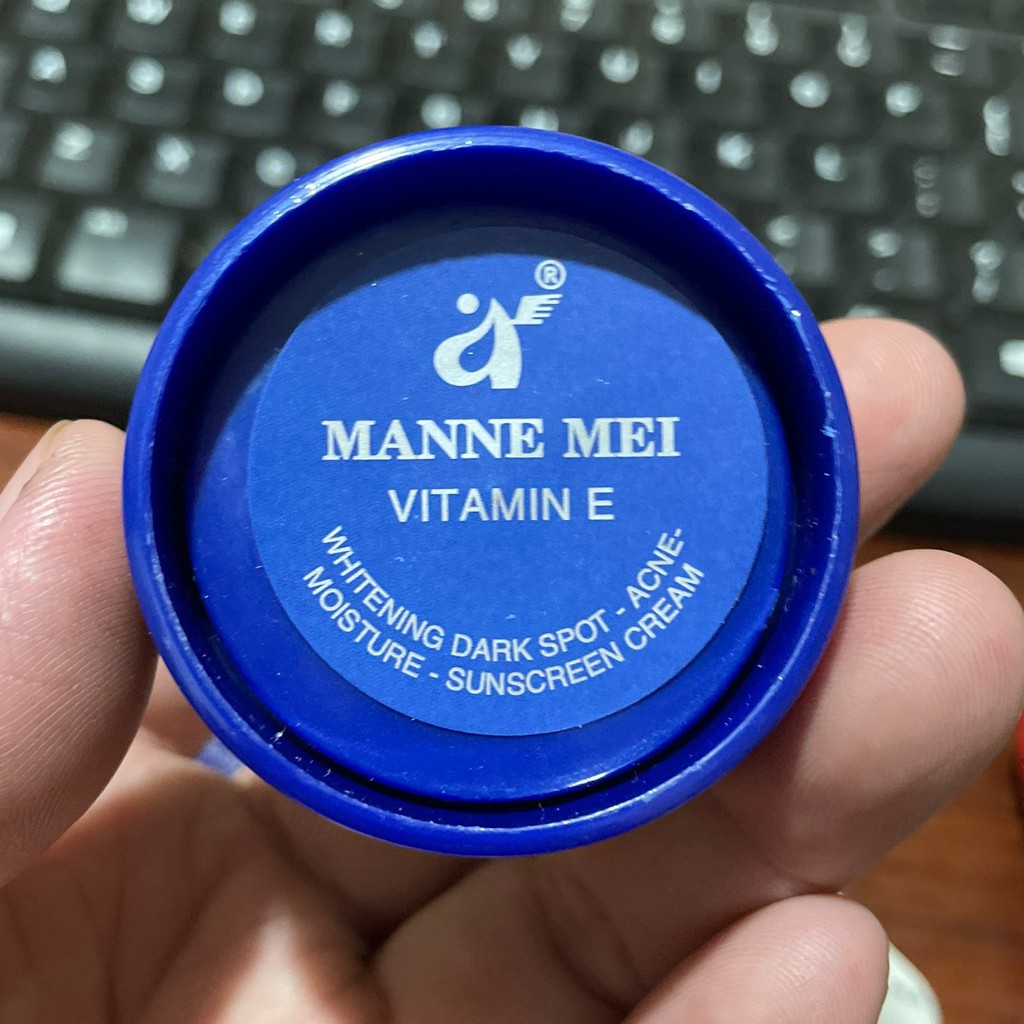 ®
MANNE MEI
VITAMIN E
WHITENING DARK SPOT - ACNE-
MOISTURE - SUNSCREEN CREAM